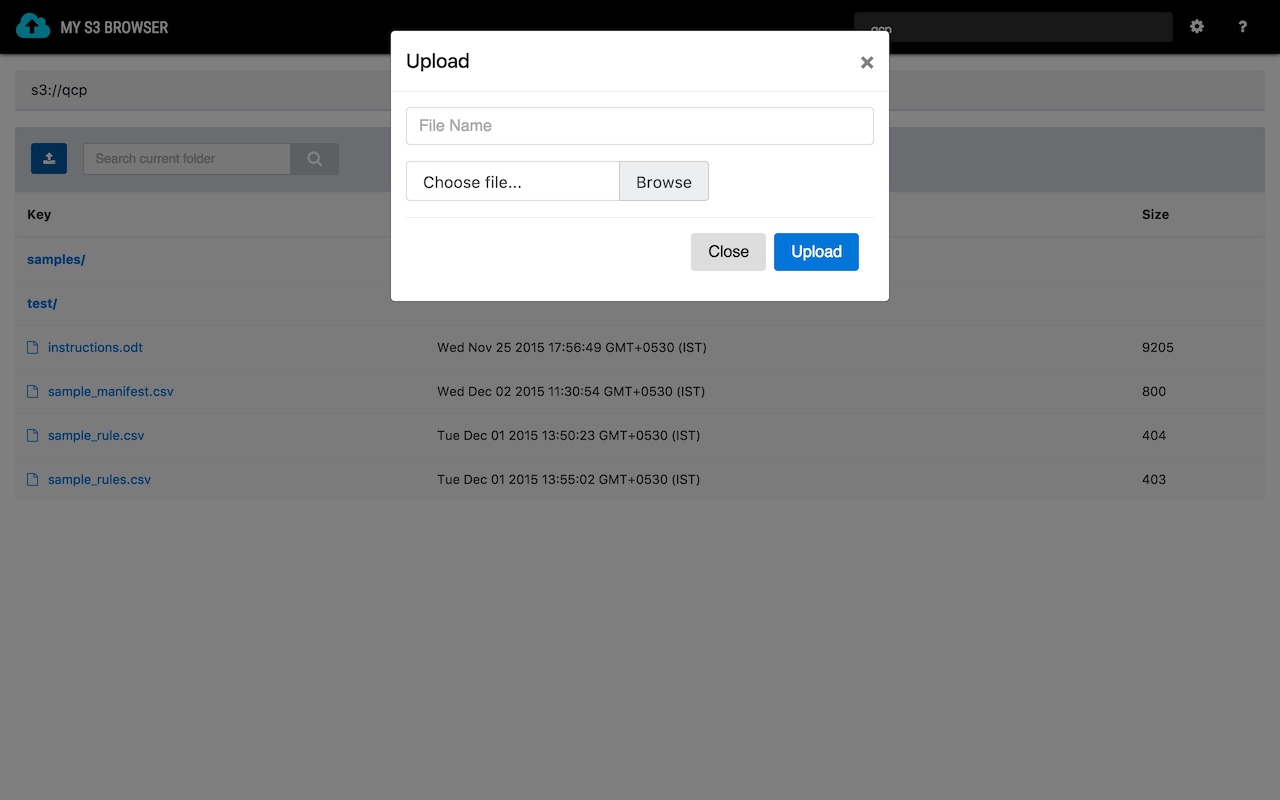 MY S3 BROWSER
qcp
?
Upload
×
s3://qcp
File Name
Search current folder
Choose file...
Browse
Close
Upload
Key
Size
samples/
test/
instructions.odt Wed Nov 25 2015 17:56:49 GMT+0530 (IST) 9205
sample_manifest.csv Wed Dec 02 2015 11:30:54 GMT+0530 (IST) 800
sample_rule.csv Tue Dec 01 2015 13:50:23 GMT+0530 (IST) 404
sample_rules.csv Tue Dec 01 2015 13:55:02 GMT+0530 (IST) 403